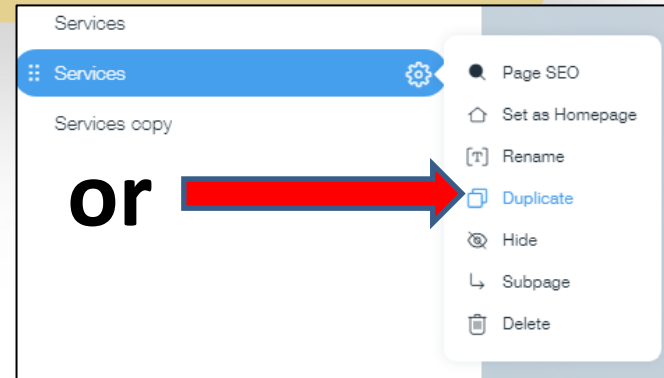 Services
Services
Services copy
or
Page SEO
Set as Homepage
[T] Rename
Duplicate
Hide
Subpage
Delete